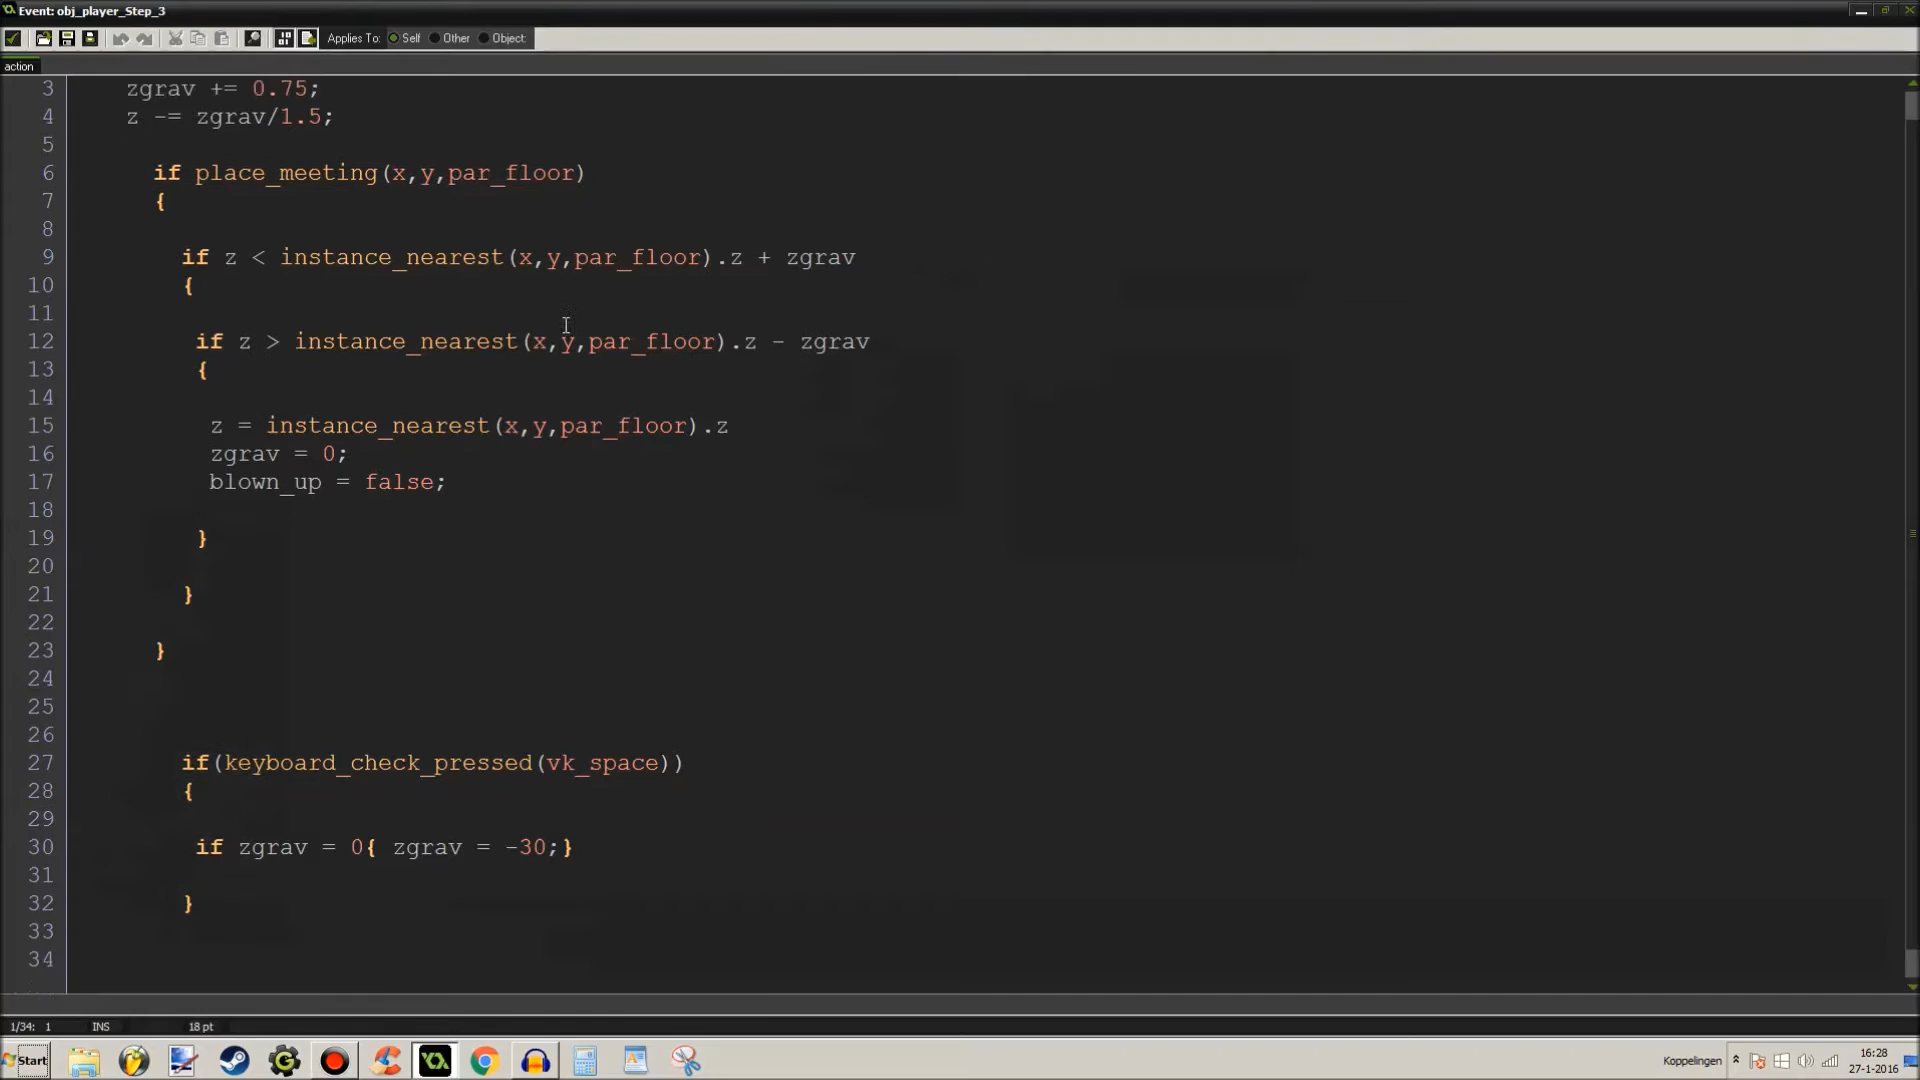 Event: obj_player_Step_3
Applies To: Self Other Object:
action
3 zgrav += 0.75;
4 z -= zgrav/1.5;
5
6 if place_meeting(x,y,par_floor)
7 {
8
9 if z < instance_nearest(x,y,par_floor).z + zgrav
10 {
11
12 if z > instance_nearest(x,y,par_floor).z - zgrav
13 {
14
15 z = instance_nearest(x,y,par_floor).z
16 zgrav = 0;
17 blown_up = false;
18
19 }
20
21 }
22
23 }
24
25
26
27 if(keyboard_check_pressed(vk_space))
28 {
29
30 if zgrav = 0{ zgrav = -30;}
31
32 }
33
34
1/34: 1 INS 18 pt
Start Koppelingen 16:28
27-1-2016